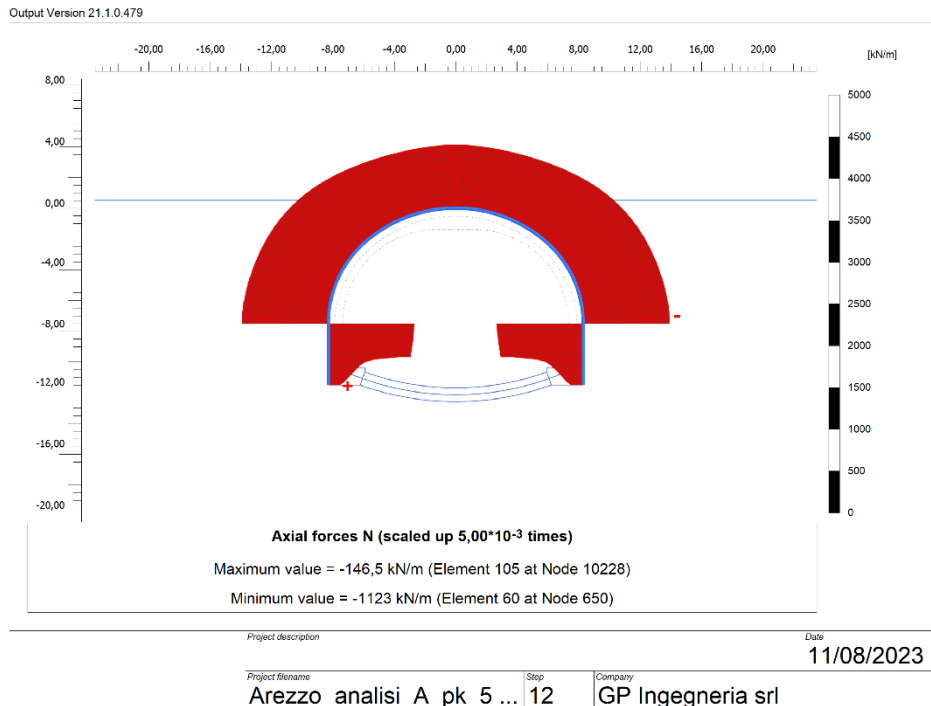 Output Version 21.1.0.479
-20,00 -16,00 -12,00 -8,00 -4,00 0,00 4,00 8,00 12,00 16,00 20,00
[kN/m]
8,00
4,00
0,00
-4,00
-8,00
-12,00
-16,00
-20,00
5000
4500
4000
3500
3000
2500
2000
1500
1000
500
0
-
+
Axial forces N (scaled up 5,00*10-3 times)
Maximum value = -146,5 kN/m (Element 105 at Node 10228)
Minimum value = -1123 kN/m (Element 60 at Node 650)
Project description
Date
11/08/2023
Project filename
Step
Company
Arezzo_analisi_A_pk_5 ... 12 GP Ingegneria srl